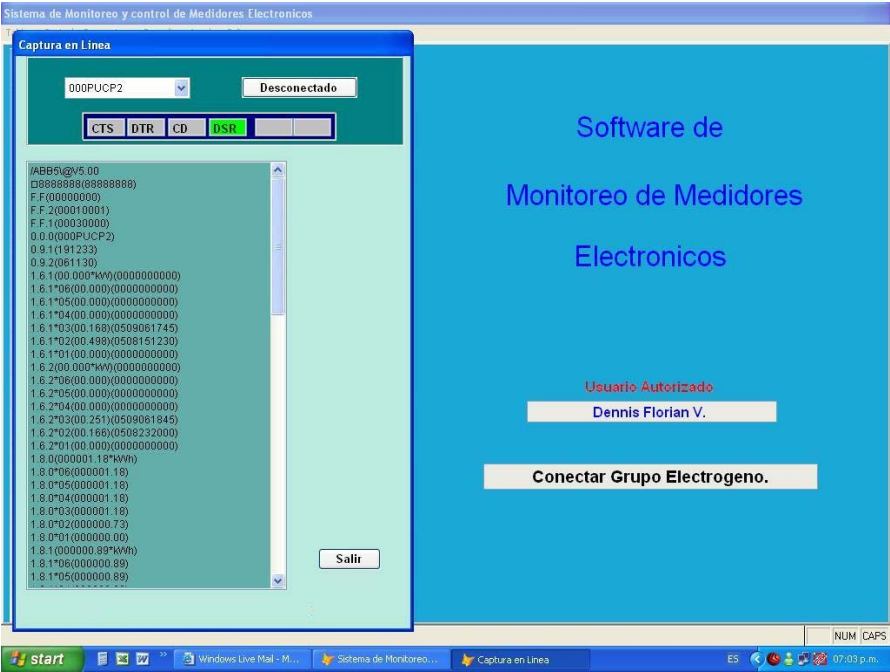 Sistema de Monitoreo y control de Medidores Electronicos
Captura en Linea
000PUCP2
Desconectado
CTS DTR CD DSR
/ABB5\@V5.00
□8888888(88888888)
F.F(00000000)
F.F.2(00010001)
F.F.1(00030000)
0.0.0(000PUCP2)
0.9.1(191233)
0.9.2(061130)
1.6.1(00.000*kW)(0000000000)
1.6.1*06(00.000)(0000000000)
1.6.1*05(00.000)(0000000000)
1.6.1*04(00.000)(0000000000)
1.6.1*03(00.168)(0509061745)
1.6.1*02(00.498)(0508151230)
1.6.1*01(00.000)(0000000000)
1.6.2(00.000*kW)(0000000000)
1.6.2*06(00.000)(0000000000)
1.6.2*05(00.000)(0000000000)
1.6.2*04(00.000)(0000000000)
1.6.2*03(00.251)(0509061845)
1.6.2*02(00.166)(0508232000)
1.6.2*01(00.000)(0000000000)
1.8.0(000001.18*kWh)
1.8.0*06(000001.18)
1.8.0*05(000001.18)
1.8.0*04(000001.18)
1.8.0*03(000001.18)
1.8.0*02(000000.73)
1.8.0*01(000000.00)
1.8.1(000000.89*kWh)
1.8.1*06(000000.89)
1.8.1*05(000000.89)
Salir
Software de
Monitoreo de Medidores
Electronicos
Usuario Autorizado
Dennis Florian V.
Conectar Grupo Electrogeno.
NUM CAPS
start
Windows Live Mail - M...
Sistema de Monitoreo...
Captura en Linea
ES
07:03 p.m.